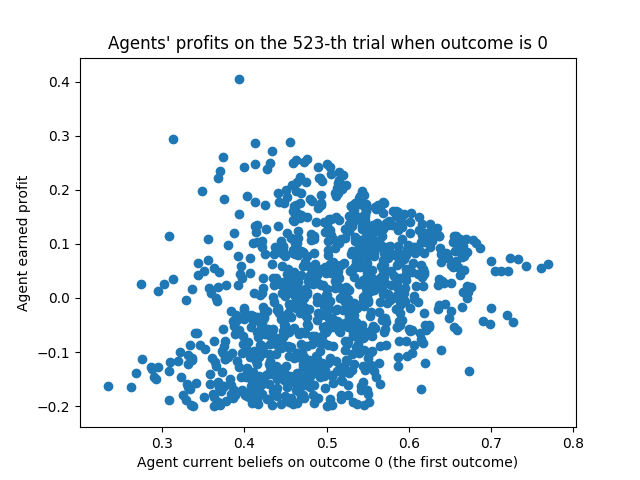 Agents' profits on the 523-th trial when outcome is 0
Agent earned profit
0.4
0.3
0.2
0.1
0.0
−0.1
−0.2
0.3 0.4 0.5 0.6 0.7 0.8
Agent current beliefs on outcome 0 (the first outcome)